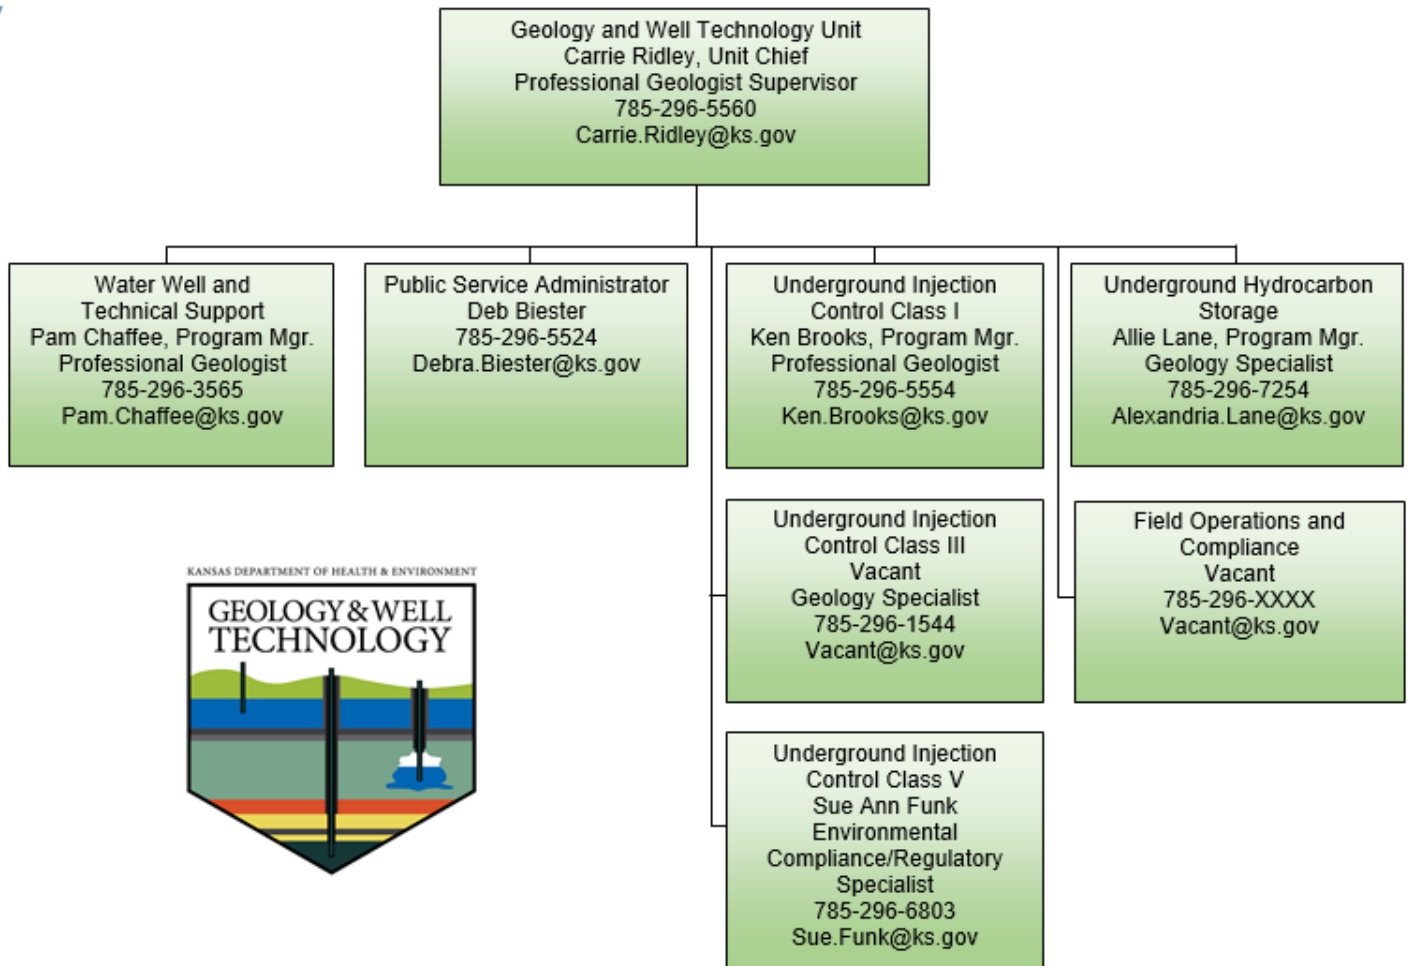 Geology and Well Technology Unit
Carrie Ridley, Unit Chief
Professional Geologist Supervisor
785-296-5560
Carrie.Ridley@ks.gov
Water Well and
Technical Support
Pam Chaffee, Program Mgr.
Professional Geologist
785-296-3565
Pam.Chaffee@ks.gov
Public Service Administrator
Deb Biester
785-296-5524
Debra.Biester@ks.gov
Underground Injection
Control Class I
Ken Brooks, Program Mgr.
Professional Geologist
785-296-5554
Ken.Brooks@ks.gov
Underground Hydrocarbon
Storage
Allie Lane, Program Mgr.
Geology Specialist
785-296-7254
Alexandria.Lane@ks.gov
Underground Injection
Control Class III
Vacant
Geology Specialist
785-296-1544
Vacant@ks.gov
Field Operations and
Compliance
Vacant
785-296-XXXX
Vacant@ks.gov
KANSAS DEPARTMENT OF HEALTH & ENVIRONMENT
GEOLOGY & WELL
TECHNOLOGY
Underground Injection
Control Class V
Sue Ann Funk
Environmental
Compliance/Regulatory
Specialist
785-296-6803
Sue.Funk@ks.gov